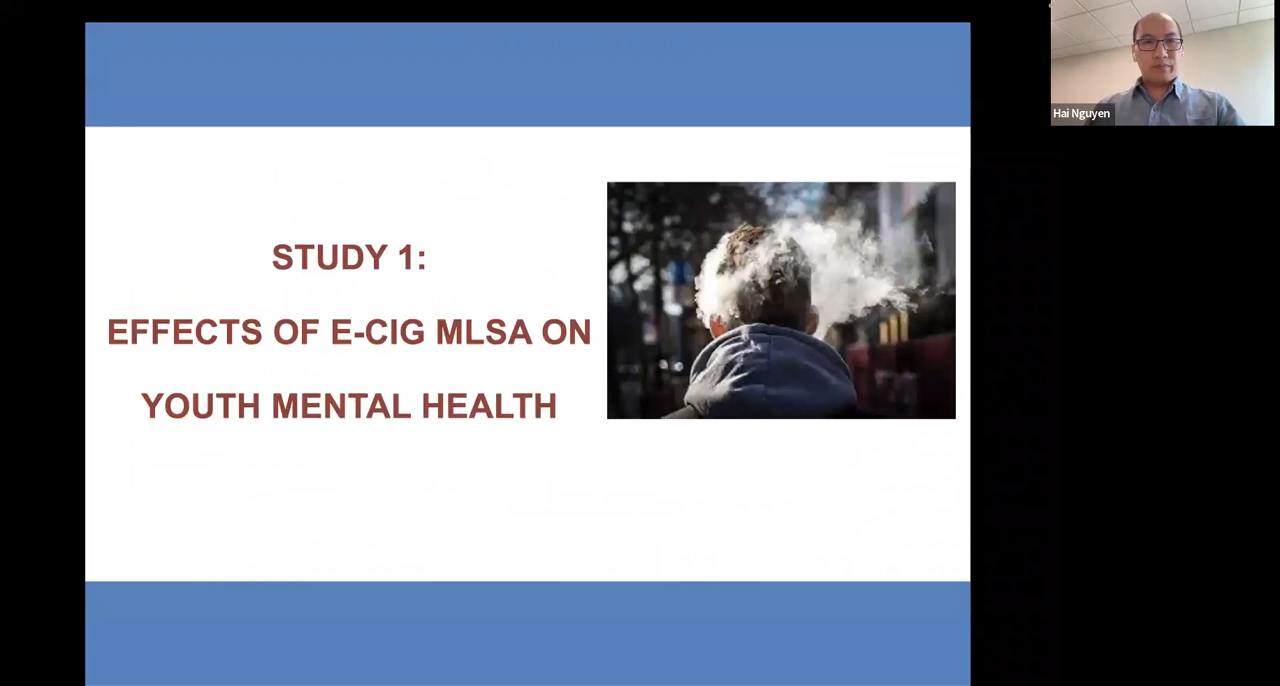 STUDY 1:
EFFECTS OF E-CIG MLSA ON
YOUTH MENTAL HEALTH
Hai Nguyen